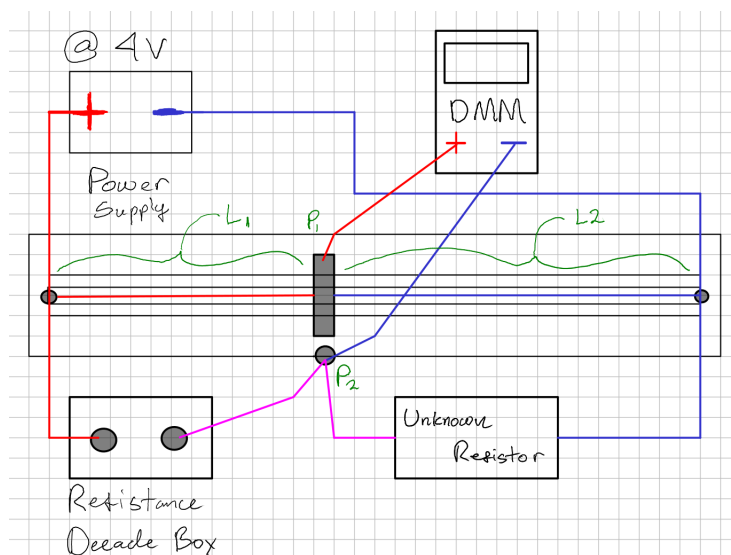 @ 4V
+ -
DMM
+ -
Power
Supply
L1
P1
L2
P2
Unknown
Resistor
Resistance
Decade Box